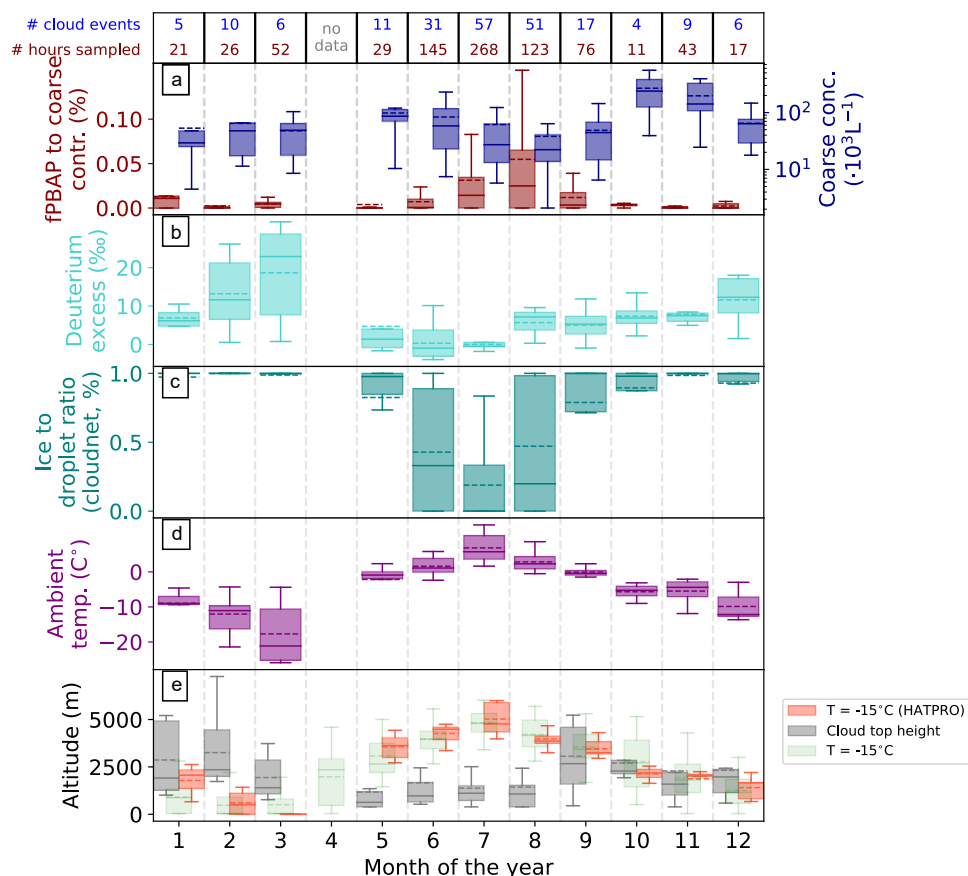 # cloud events 5 10 6 no data 11 31 57 51 17 4 9 6
# hours sampled 21 26 52 29 145 268 123 76 11 43 17
a
fPBAP to coarse contr. (%)
0.10
0.05
0.00
Coarse conc. (·10³L⁻¹)
10²
10¹
b
Deuterium excess (‰)
20
10
0
c
Ice to droplet ratio (cloudnet, %)
1.0
0.5
0.0
d
Ambient temp. (C°)
0
−10
−20
e
Altitude (m)
5000
2500
0
T = -15°C (HATPRO)
Cloud top height
T = -15°C
1 2 3 4 5 6 7 8 9 10 11 12
Month of the year